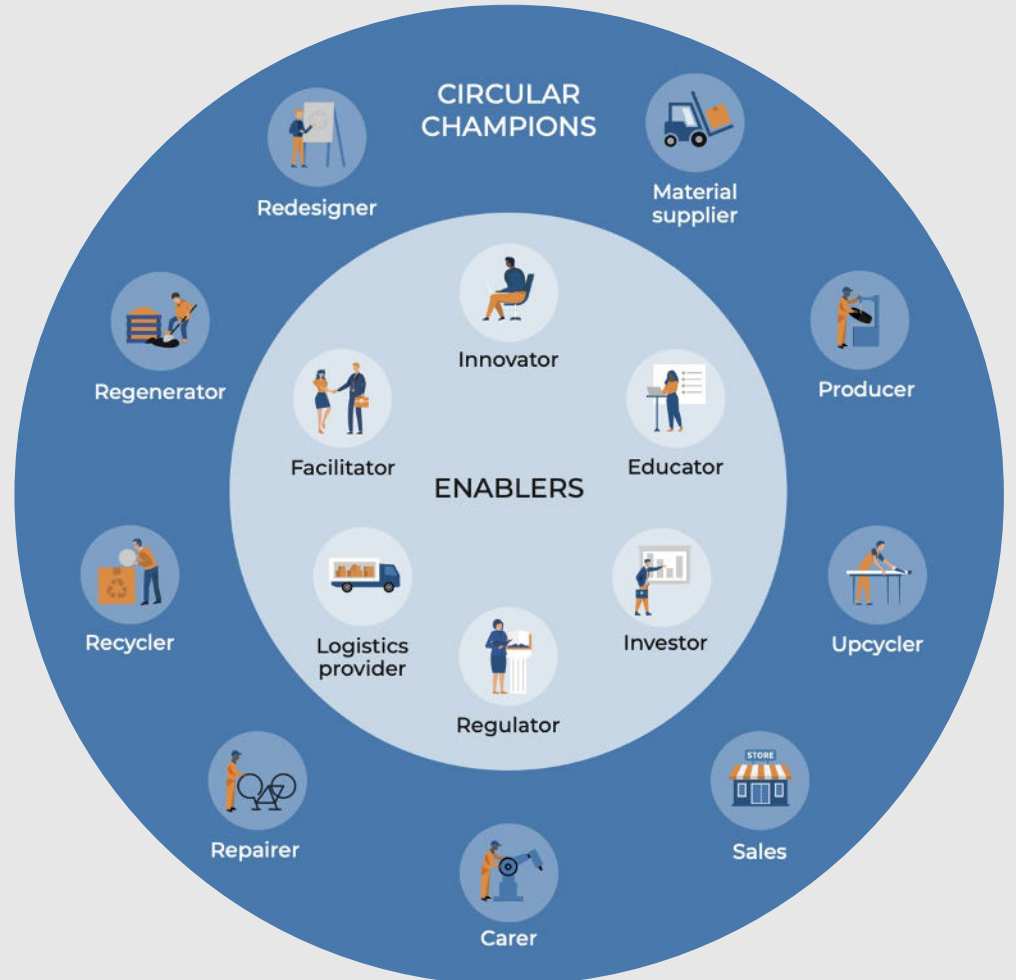 CIRCULAR
CHAMPIONS
Redesigner
Material
supplier
Regenerator
Producer
Innovator
Facilitator
Educator
ENABLERS
Recycler
Logistics
provider
Investor
Upcycler
Regulator
Repairer
STORE
Sales
Carer